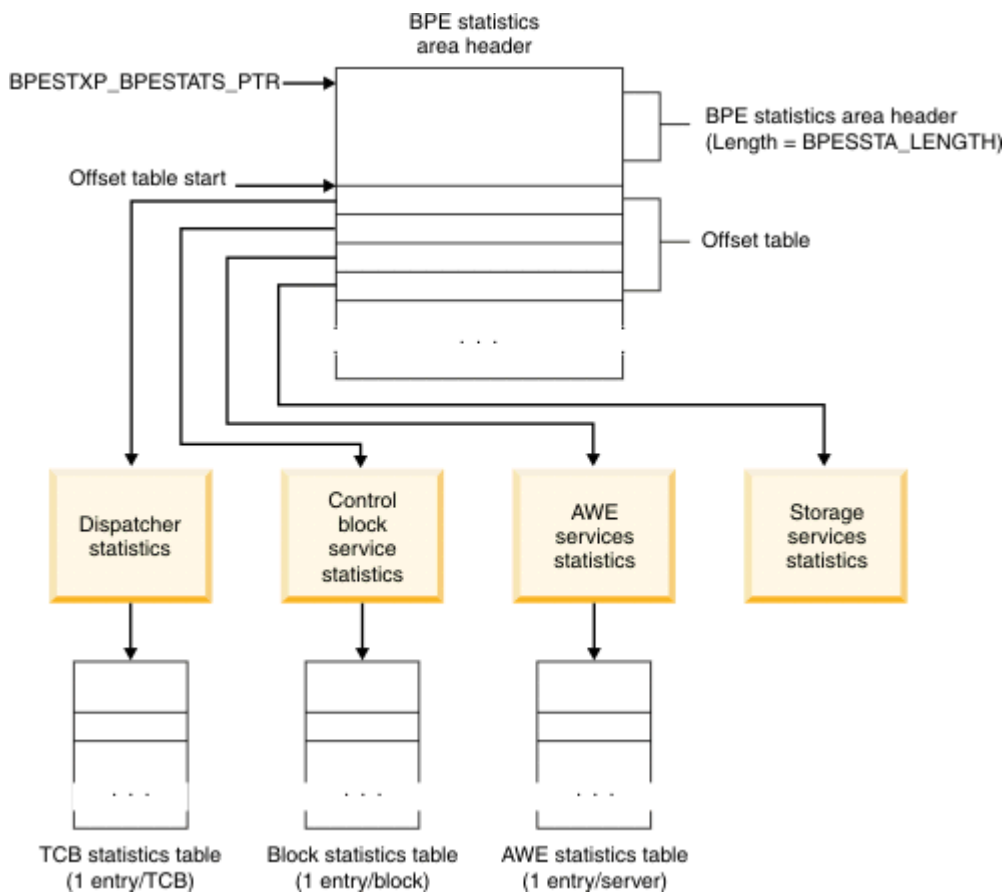 BPE statistics
area header
BPESTXP_BPESTATS_PTR
BPE statistics area header
(Length = BPESSTA_LENGTH)
Offset table start
Offset table
. . .
Dispatcher
statistics
Control
block
service
statistics
AWE
services
statistics
Storage
services
statistics
. . .
. . .
. . .
TCB statistics table
(1 entry/TCB)
Block statistics table
(1 entry/block)
AWE statistics table
(1 entry/server)